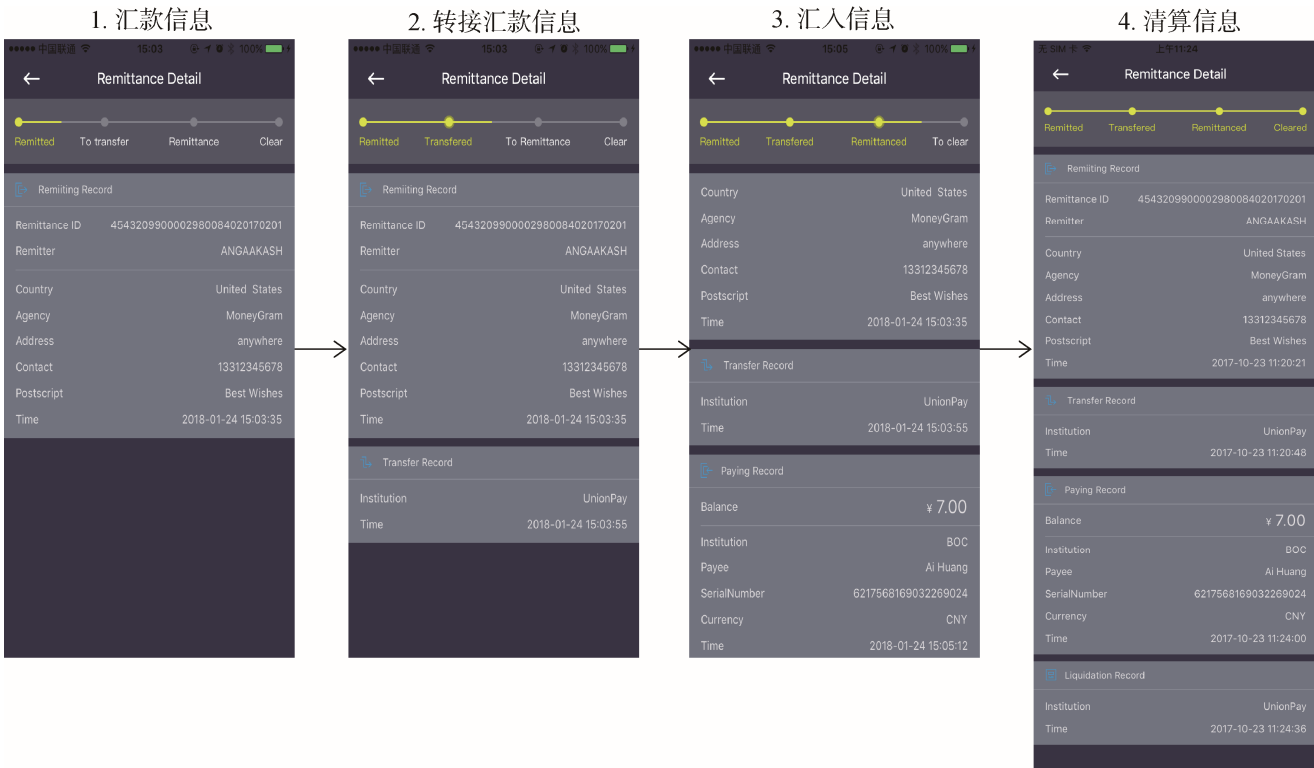 1. 汇款信息
中国联通 15:03 100%
Remittance Detail
Remitted To transfer Remittance Clear
Remiiting Record
Remittance ID 4543209900002980084020170201
Remitter ANGAAKASH
Country United States
Agency MoneyGram
Address anywhere
Contact 13312345678
Postscript Best Wishes
Time 2018-01-24 15:03:35
2. 转接汇款信息
中国联通 15:03 100%
Remittance Detail
Remitted Transfered To Remittance Clear
Remiiting Record
Remittance ID 4543209900002980084020170201
Remitter ANGAAKASH
Country United States
Agency MoneyGram
Address anywhere
Contact 13312345678
Postscript Best Wishes
Time 2018-01-24 15:03:35
Transfer Record
Institution UnionPay
Time 2018-01-24 15:03:55
3. 汇入信息
中国联通 15:05 100%
Remittance Detail
Remitted Transfered Remittanced To clear
Country United States
Agency MoneyGram
Address anywhere
Contact 13312345678
Postscript Best Wishes
Time 2018-01-24 15:03:35
Transfer Record
Institution UnionPay
Time 2018-01-24 15:03:55
Paying Record
Balance ¥ 7.00
Institution BOC
Payee Ai Huang
SerialNumber 6217568169032269024
Currency CNY
Time 2018-01-24 15:05:12
4. 清算信息
无 SIM 卡 上午11:24
Remittance Detail
Remitted Transfered Remittanced Cleared
Remiiting Record
Remittance ID 4543209900002980084020170201
Remitter ANGAAKASH
Country United States
Agency MoneyGram
Address anywhere
Contact 13312345678
Postscript Best Wishes
Time 2017-10-23 11:20:21
Transfer Record
Institution UnionPay
Time 2017-10-23 11:20:48
Paying Record
Balance ¥ 7.00
Institution BOC
Payee Ai Huang
SerialNumber 6217568169032269024
Currency CNY
Time 2017-10-23 11:24:00
Liquidation Record
Institution UnionPay
Time 2017-10-23 11:24:36